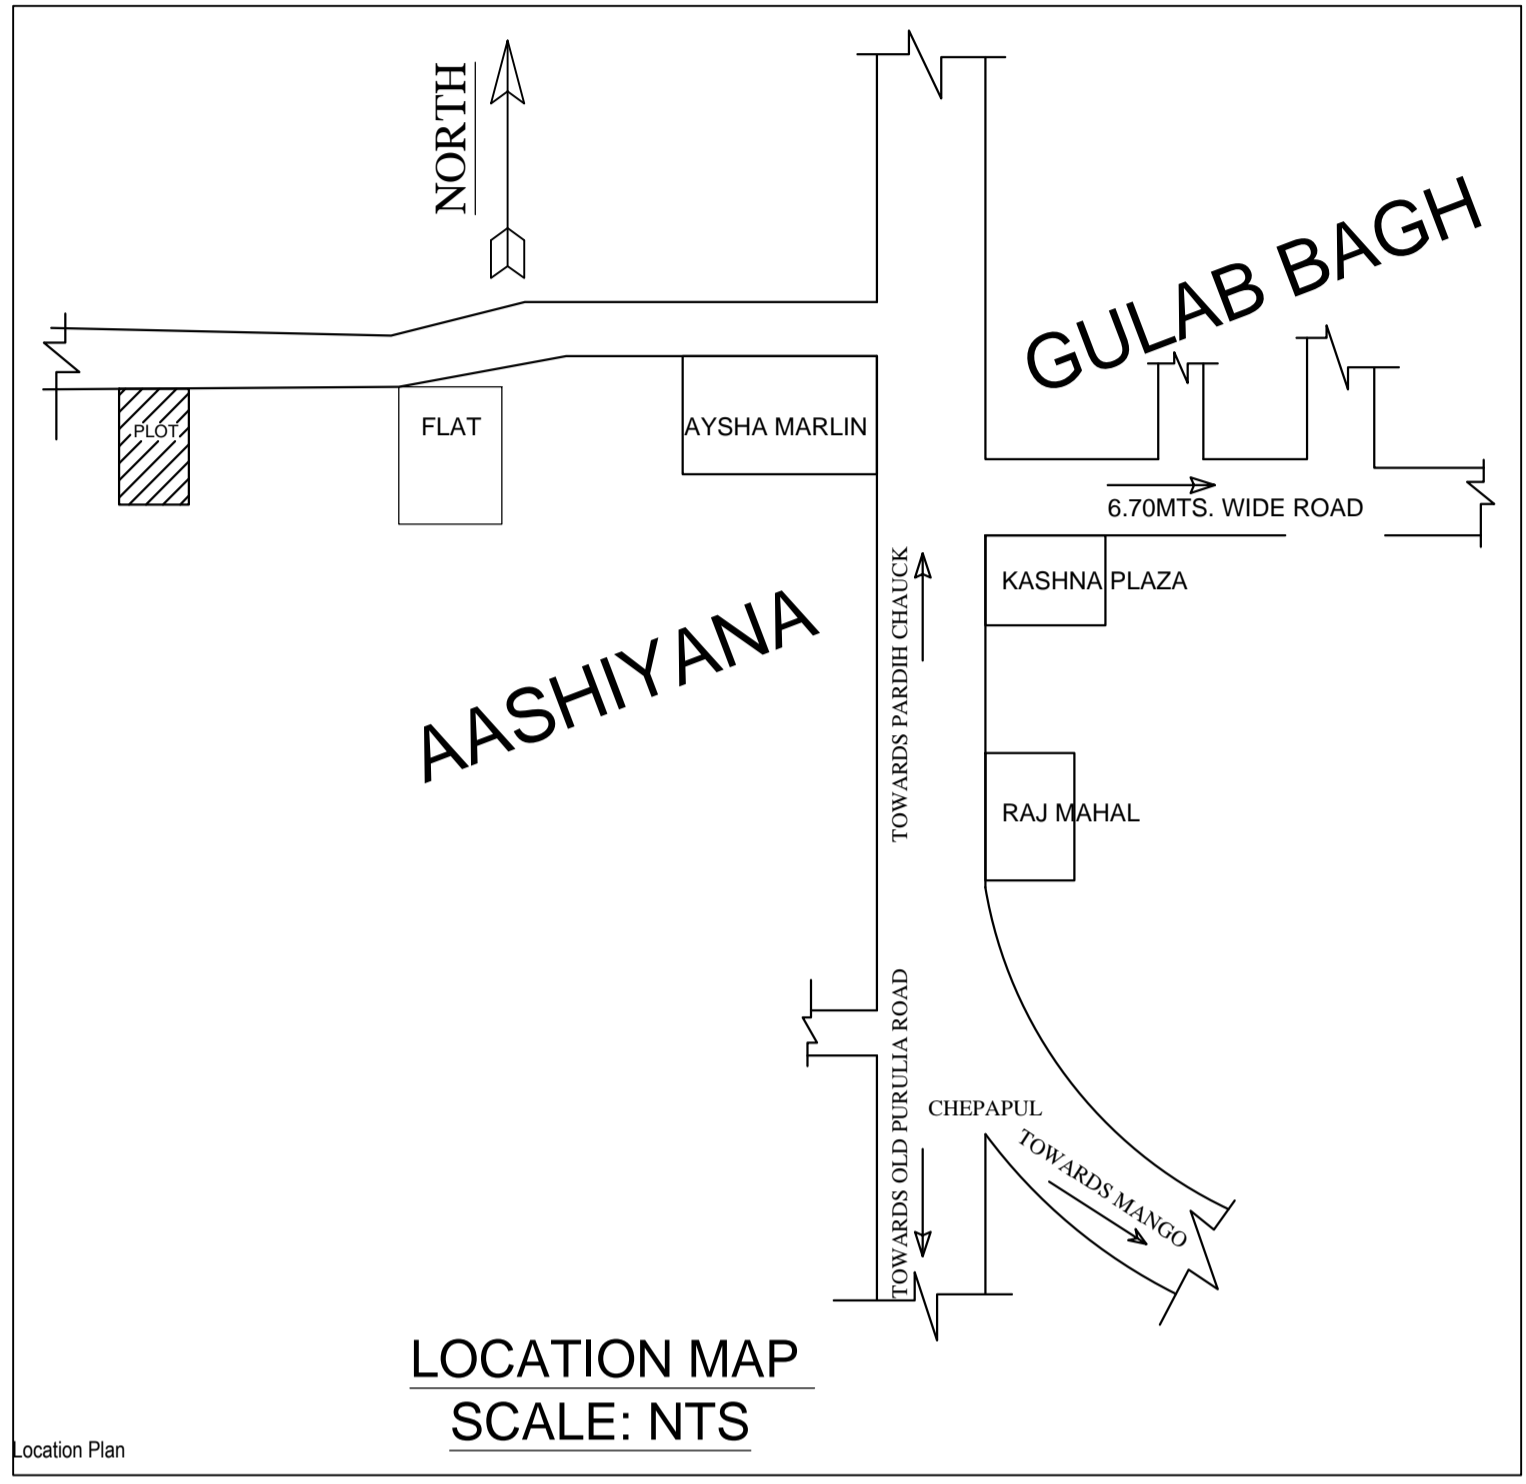 NORTH
GULAB BAGH
PLOT
FLAT
AYSHA MARLIN
6.70MTS. WIDE ROAD
KASHNA PLAZA
TOWARDS PARDIH CHAUCK
AASHIYANA
RAJ MAHAL
TOWARDS OLD PURULIA ROAD
CHEPAPUL
TOWARDS MANGO
LOCATION MAP
SCALE: NTS
Location Plan